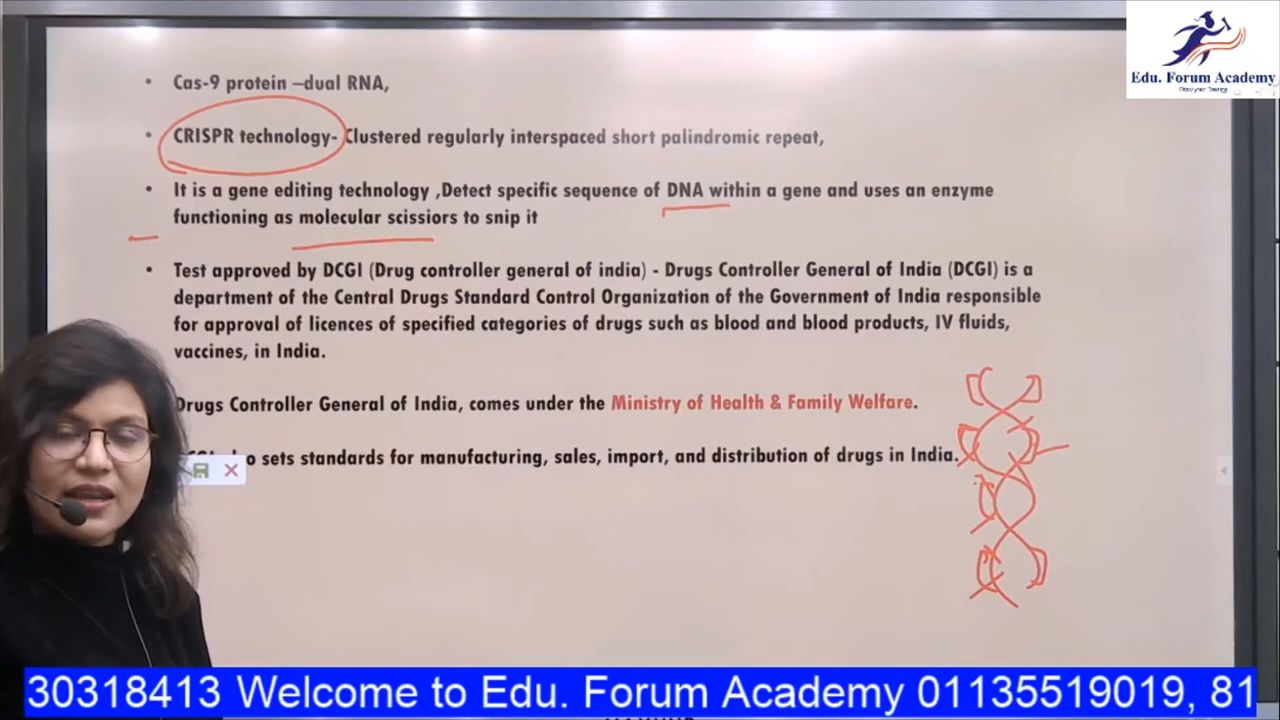 Edu. Forum Academy
• Cas-9 protein –dual RNA,
• CRISPR technology- Clustered regularly interspaced short palindromic repeat,
• It is a gene editing technology ,Detect specific sequence of DNA within a gene and uses an enzyme
functioning as molecular scissiors to snip it
• Test approved by DCGI (Drug controller general of india) - Drugs Controller General of India (DCGI) is a
department of the Central Drugs Standard Control Organization of the Government of India responsible
for approval of licences of specified categories of drugs such as blood and blood products, IV fluids,
vaccines, in India.
Drugs Controller General of India, comes under the Ministry of Health & Family Welfare.
sets standards for manufacturing, sales, import, and distribution of drugs in India.
30318413 Welcome to Edu. Forum Academy 01135519019, 81